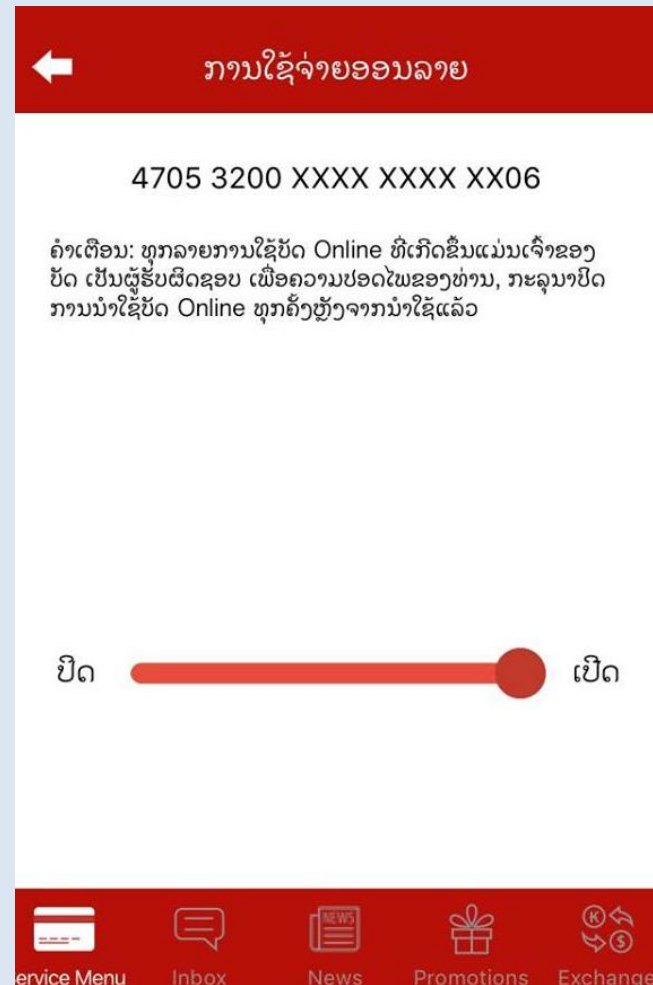 ການໃຊ້ຈ່າຍອອນລາຍ
4705 3200 XXXX XXXX XX06
ຄຳເຕືອນ: ທຸກລາຍການໃຊ້ບັດ Online ທີ່ເກີດຂຶ້ນແມ່ນເຈົ້າຂອງ
ບັດ ເປັນຜູ້ຮັບຜິດຊອບ ເພື່ອຄວາມປອດໄພຂອງທ່ານ, ກະລຸນາປິດ
ການນຳໃຊ້ບັດ Online ທຸກຄັ້ງຫຼັງຈາກນຳໃຊ້ແລ້ວ
ປິດ ເປີດ
NEWS
ervice Menu Inbox News Promotions Exchange